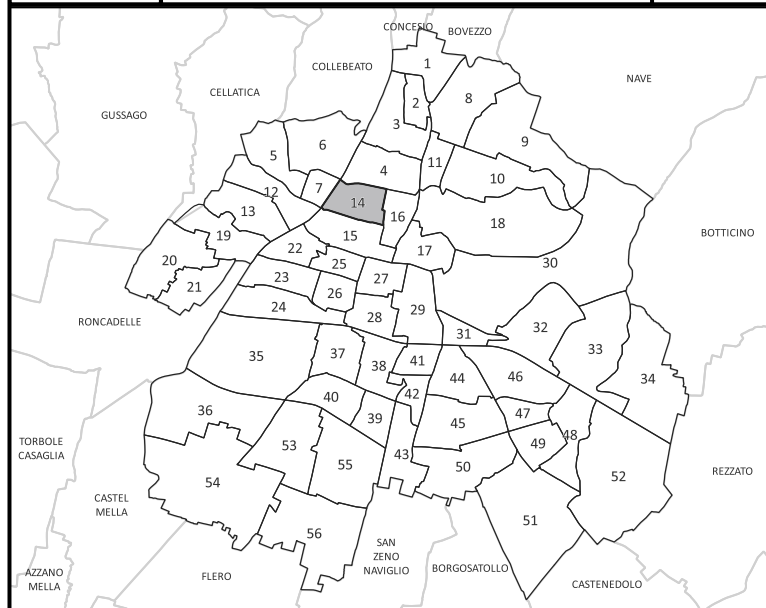 CONCESIO
BOVEZZO
1
COLLEBEATO
NAVE
CELLATICA
8
2
GUSSAGO
3
9
6
5
11
4
10
7
12
14
13
16
18
15
BOTTICINO
19
22
17
20
25
30
23
27
21
26
24
29
28
RONCADELLE
32
31
33
37
35
41
38
44
46
34
40
42
36
47
39
45
48
53
49
TORBOLE
CASAGLIA
43
55
50
REZZATO
52
54
CASTEL
MELLA
51
56
SAN
ZENO
NAVIGLIO
BORGOSATOLLO
AZZANO
MELLA
FLERO
CASTENEDOLO